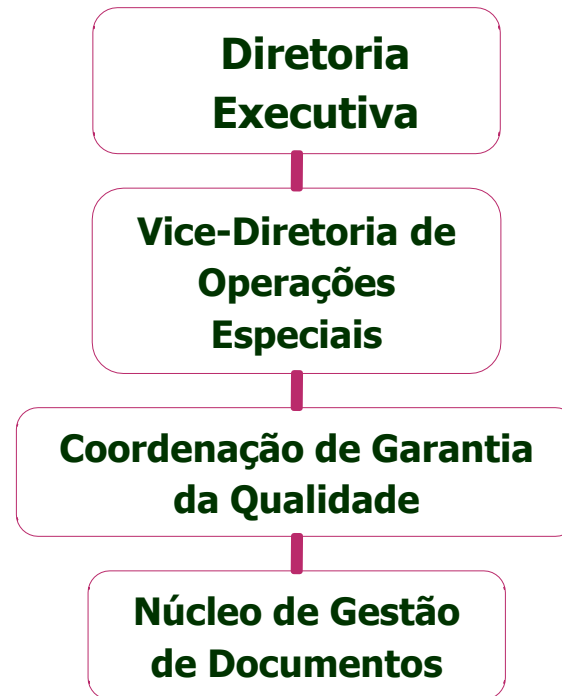 Diretoria
Executiva
Vice-Diretoria de
Operações
Especiais
Coordenação de Garantia
da Qualidade
Núcleo de Gestão
de Documentos